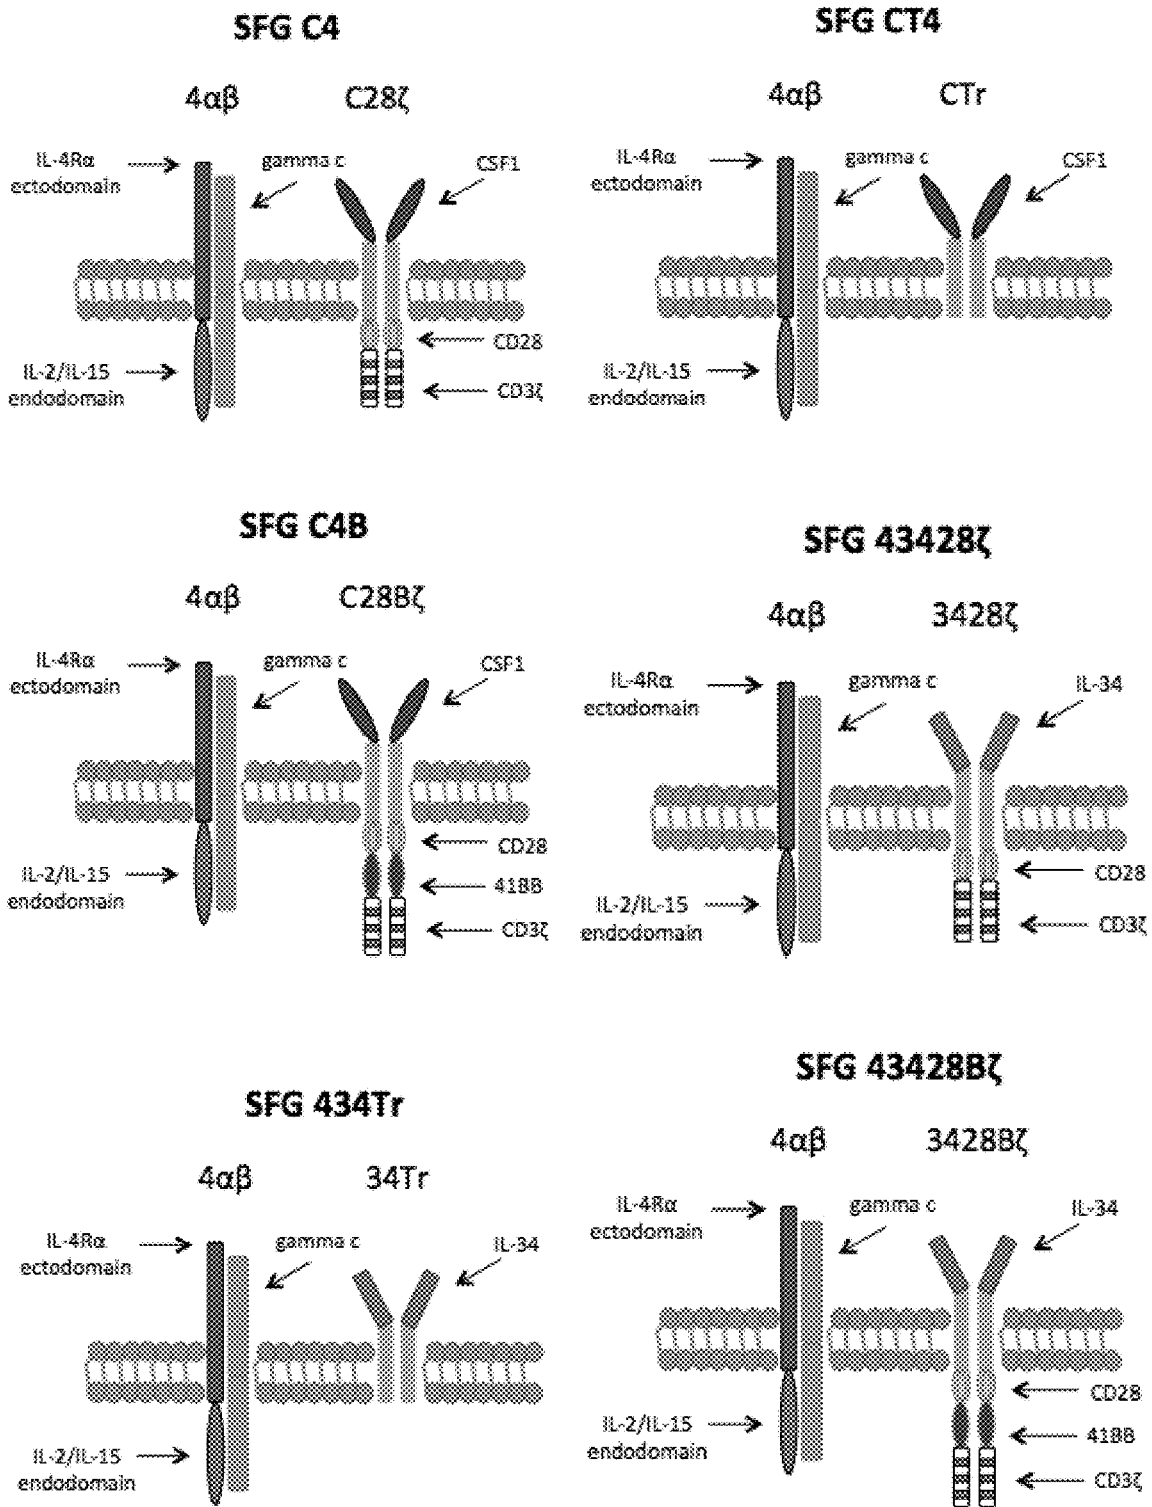 SFG C4
4αβ
C28ζ
IL-4Rα
ectodomain
gamma c
CSF1
CD28
IL-2/IL-15
endodomain
CD3ζ
SFG CT4
4αβ
CTr
IL-4Rα
ectodomain
gamma c
CSF1
IL-2/IL-15
endodomain
SFG C4B
4αβ
C28Bζ
IL-4Rα
ectodomain
gamma c
CSF1
CD28
IL-2/IL-15
endodomain
41BB
CD3ζ
SFG 43428ζ
4αβ
3428ζ
IL-4Rα
ectodomain
gamma c
IL-34
CD28
IL-2/IL-15
endodomain
CD3ζ
SFG 434Tr
4αβ
34Tr
IL-4Rα
ectodomain
gamma c
IL-34
IL-2/IL-15
endodomain
SFG 43428Bζ
4αβ
3428Bζ
IL-4Rα
ectodomain
gamma c
IL-34
CD28
IL-2/IL-15
endodomain
41BB
CD3ζ